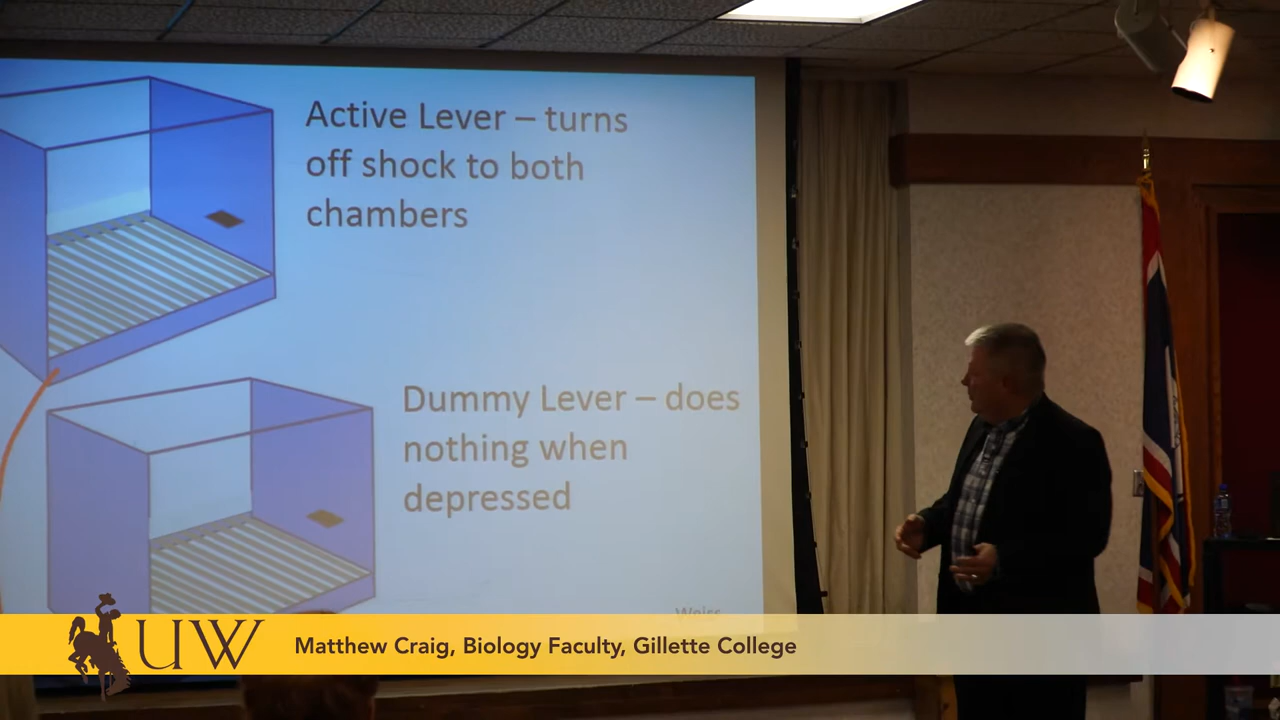 Active Lever – turns
off shock to both
chambers
Dummy Lever – does
nothing when
depressed
Weiss
UW
Matthew Craig, Biology Faculty, Gillette College